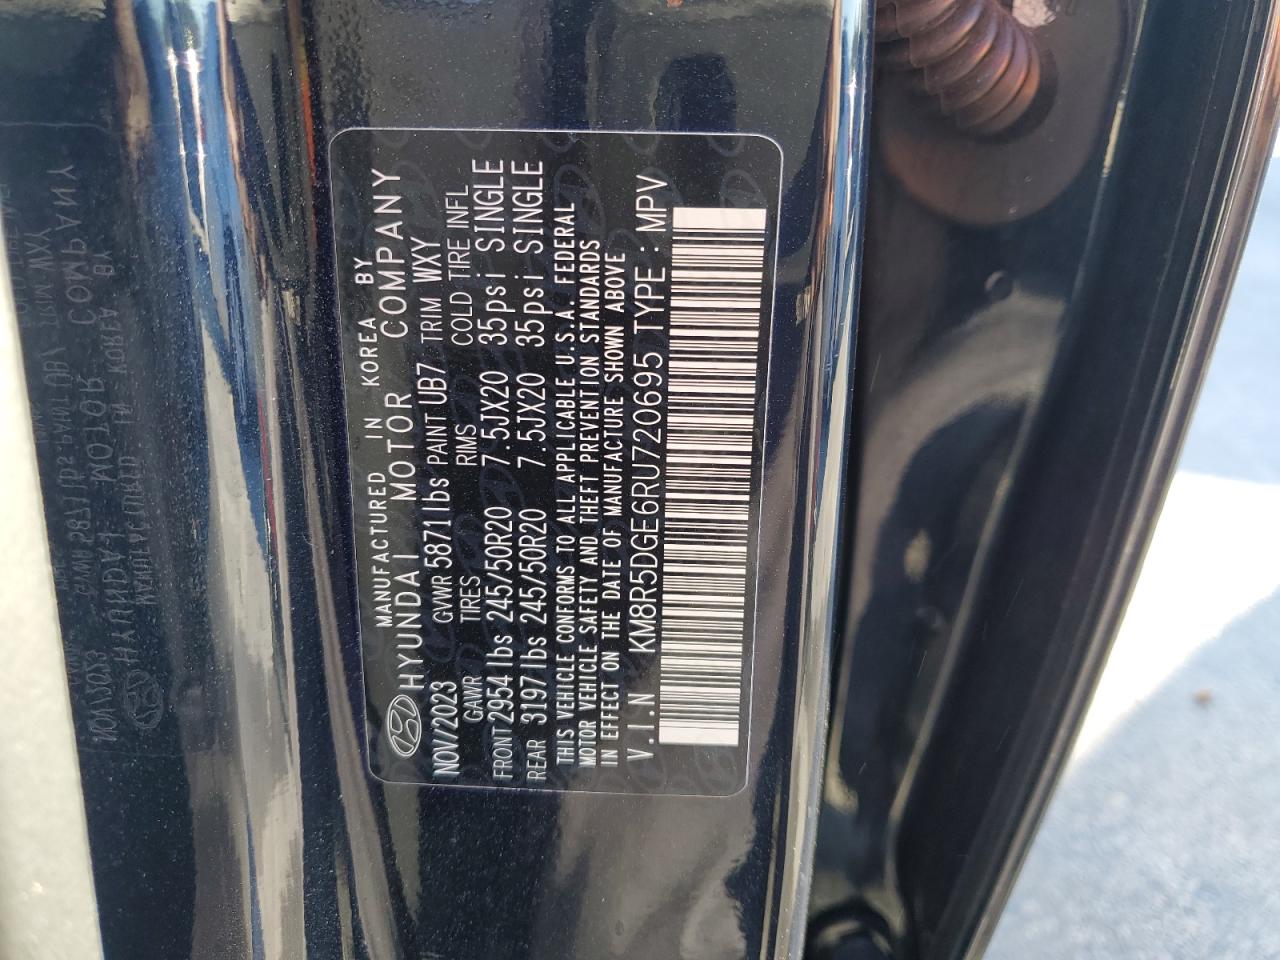 MANUFACTURED IN KOREA BY
HYUNDAI MOTOR COMPANY
NOV/2023 GVWR 5871lbs PAINT UB7 TRIM WXY
GAWR TIRES RIMS COLD TIRE INFL
FRONT 2954lbs 245/50R20 7.5JX20 35psi SINGLE
REAR 3197lbs 245/50R20 7.5JX20 35psi SINGLE
THIS VEHICLE CONFORMS TO ALL APPLICABLE U.S.A. FEDERAL
MOTOR VEHICLE SAFETY AND THEFT PREVENTION STANDARDS
IN EFFECT ON THE DATE OF MANUFACTURE SHOWN ABOVE
V.I.N KM8R5DGE6RU720695 TYPE : MPV